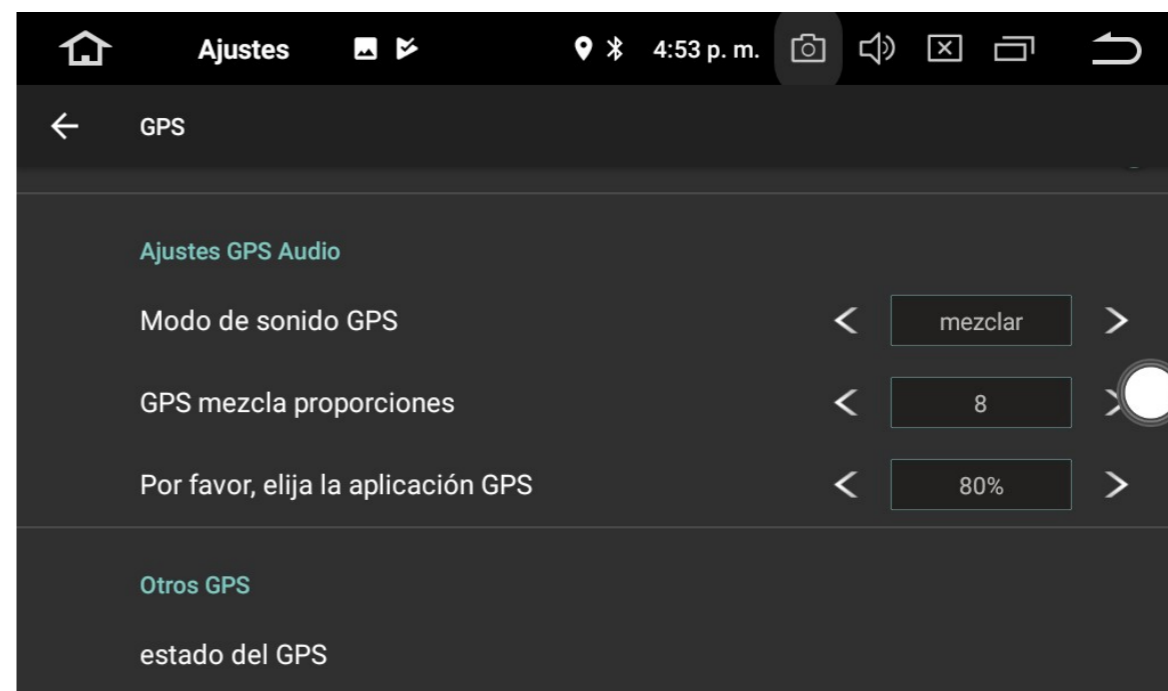 Ajustes 4:53 p. m.
GPS
Ajustes GPS Audio
Modo de sonido GPS mezclar
GPS mezcla proporciones 8
Por favor, elija la aplicación GPS 80%
Otros GPS
estado del GPS